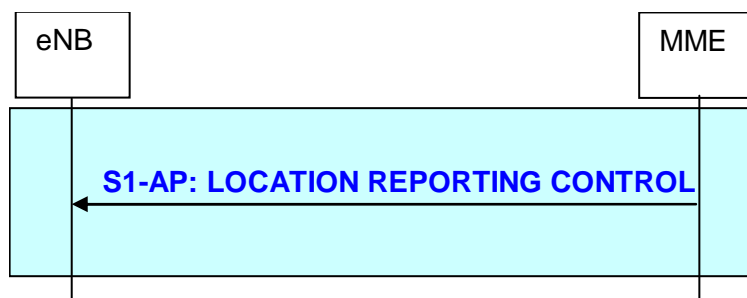 eNB
MME
S1-AP: LOCATION REPORTING CONTROL